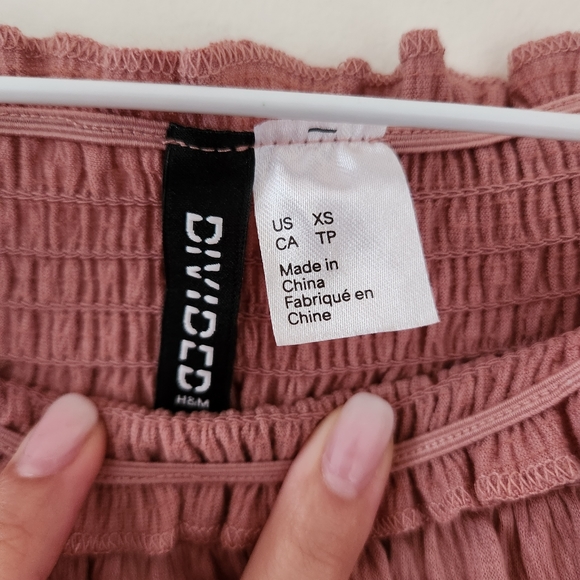 DIVIDED
H&M
US XS
CA TP
Made in
China
Fabriqué en
Chine